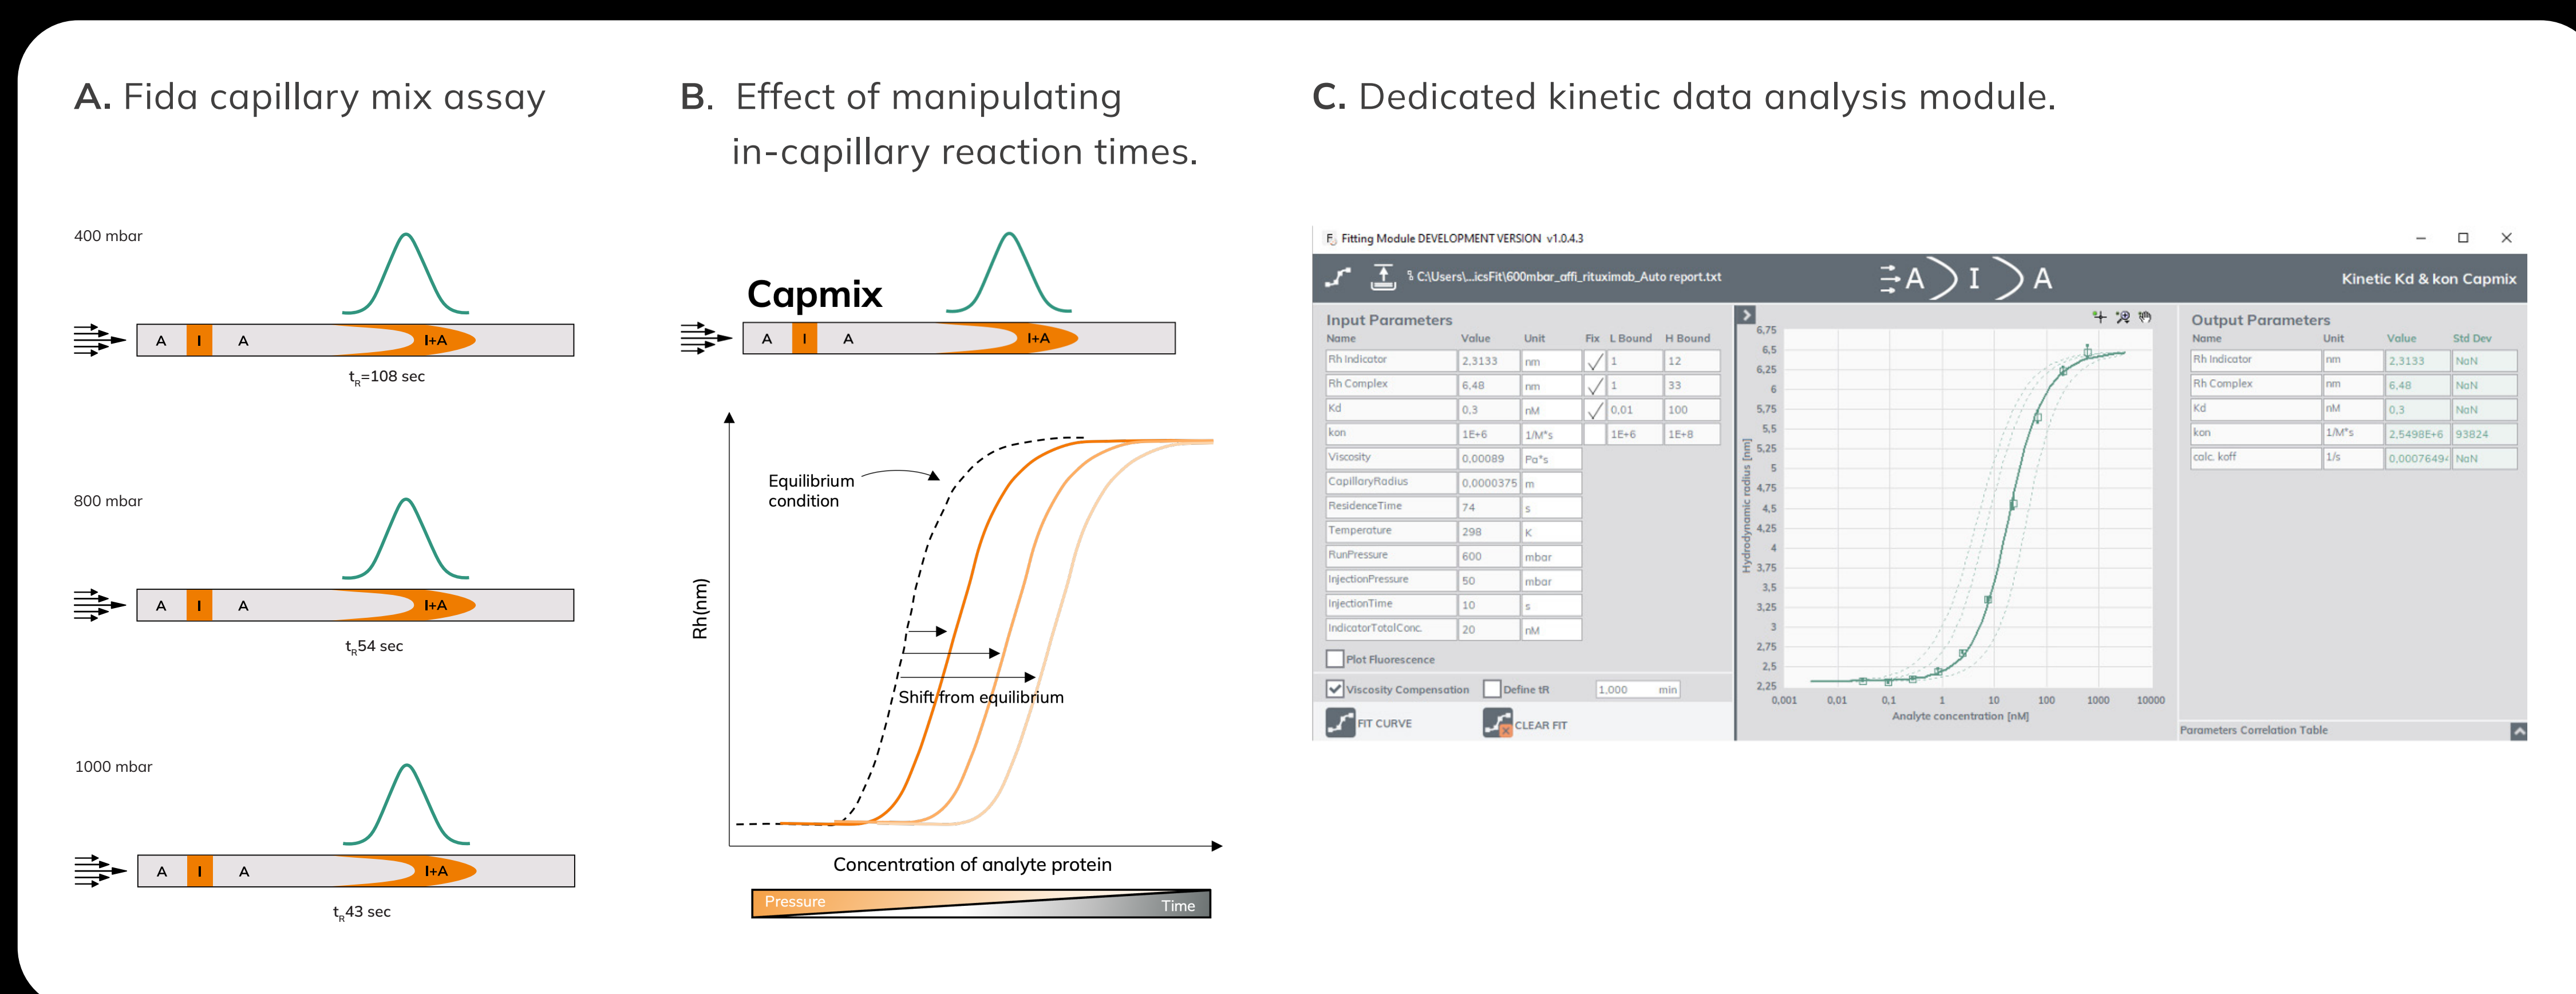 A. Fida capillary mix assay
400 mbar
A I A I+A
tR=108 sec
800 mbar
A I A I+A
tR54 sec
1000 mbar
A I A I+A
tR43 sec
B. Effect of manipulating
in-capillary reaction times.
Capmix
A I A I+A
Equilibrium
condition
Shift from equilibrium
Rh(nm)
Concentration of analyte protein
Pressure
Time
C. Dedicated kinetic data analysis module.
Fitting Module DEVELOPMENT VERSION v1.0.4.3
C:\Users\...icsFit\600mbar_affi_rituximab_Auto report.txt
A I A
Kinetic Kd & kon Capmix
Input Parameters
Name Value Unit Fix L Bound H Bound
Rh Indicator 2,3133 nm 1 12
Rh Complex 6,48 nm 1 33
Kd 0,3 nM 0,01 100
kon 1E+6 1/M*s 1E+6 1E+8
Viscosity 0,00089 Pa*s
CapillaryRadius 0,0000375 m
ResidenceTime 74 s
Temperature 298 K
RunPressure 600 mbar
InjectionPressure 50 mbar
InjectionTime 10 s
IndicatorTotalConc. 20 nM
Plot Fluorescence
Viscosity Compensation Define tR 1,000 min
FIT CURVE CLEAR FIT
Hydrodynamic radius [nm]
6,75
6,5
6,25
6
5,75
5,5
5,25
5
4,75
4,5
4,25
4
3,75
3,5
3,25
3
2,75
2,5
2,25
0,001 0,01 0,1 1 10 100 1000 10000
Analyte concentration [nM]
Output Parameters
Name Unit Value Std Dev
Rh Indicator nm 2,3133 NaN
Rh Complex nm 6,48 NaN
Kd nM 0,3 NaN
kon 1/M*s 2,5498E+6 93824
calc. koff 1/s 0,00076494 NaN
Parameters Correlation Table